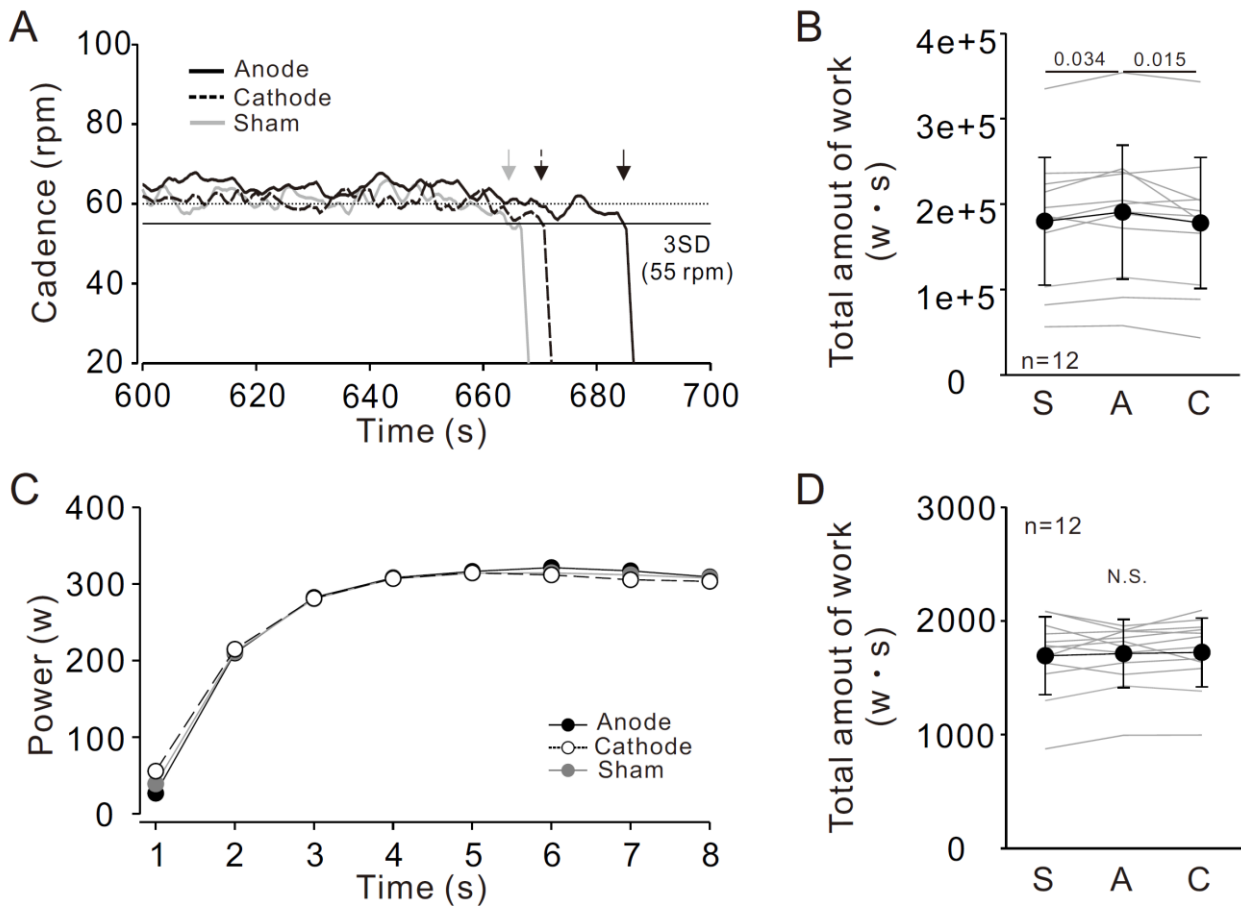 A
100
80
60
40
20
Cadence (rpm)
Anode
Cathode
Sham
3SD
(55 rpm)
600
620
640
660
680
700
Time (s)
B
4e+5
3e+5
2e+5
1e+5
0
Total amout of work
(w・s)
0.034
0.015
n=12
S
A
C
C
400
300
200
100
0
Power (w)
Anode
Cathode
Sham
1
2
3
4
5
6
7
8
Time (s)
D
3000
2000
1000
0
Total amout of work
(w・s)
n=12
N.S.
S
A
C